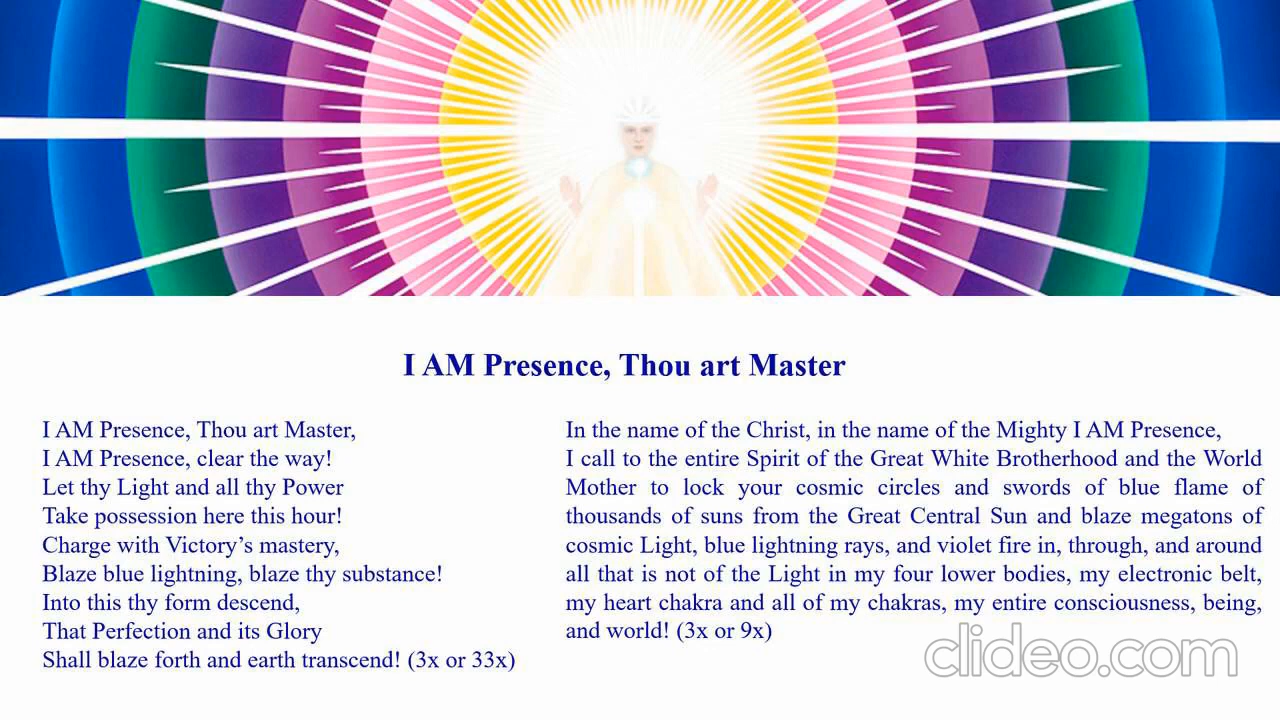 I AM Presence, Thou art Master
I AM Presence, Thou art Master,
I AM Presence, clear the way!
Let thy Light and all thy Power
Take possession here this hour!
Charge with Victory’s mastery,
Blaze blue lightning, blaze thy substance!
Into this thy form descend,
That Perfection and its Glory
Shall blaze forth and earth transcend! (3x or 33x)
In the name of the Christ, in the name of the Mighty I AM Presence,
I call to the entire Spirit of the Great White Brotherhood and the World
Mother to lock your cosmic circles and swords of blue flame of
thousands of suns from the Great Central Sun and blaze megatons of
cosmic Light, blue lightning rays, and violet fire in, through, and around
all that is not of the Light in my four lower bodies, my electronic belt,
my heart chakra and all of my chakras, my entire consciousness, being,
and world! (3x or 9x)
clideo.com